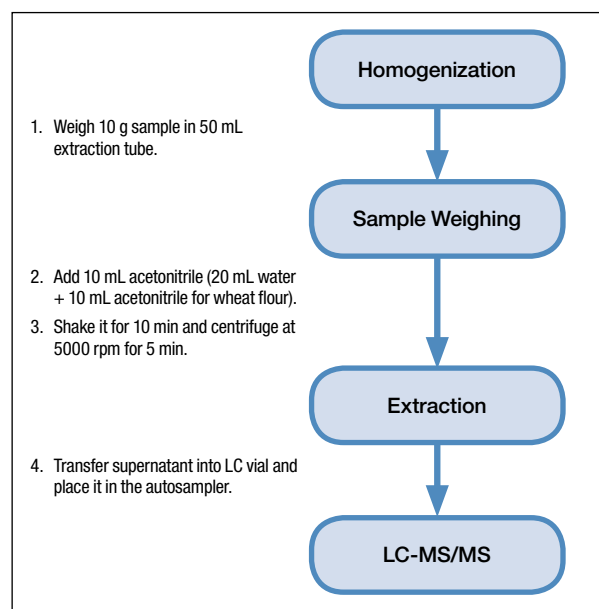 Homogenization
1. Weigh 10 g sample in 50 mL
extraction tube.
Sample Weighing
2. Add 10 mL acetonitrile (20 mL water
+ 10 mL acetonitrile for wheat flour).
3. Shake it for 10 min and centrifuge at
5000 rpm for 5 min.
Extraction
4. Transfer supernatant into LC vial and
place it in the autosampler.
LC-MS/MS